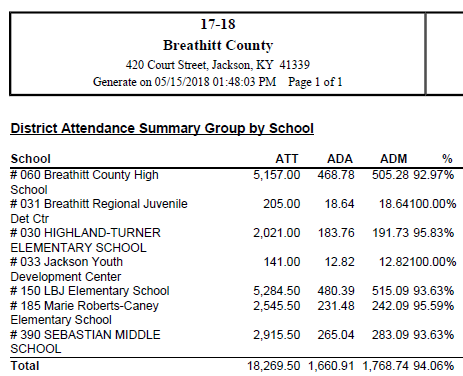 17-18
Breathitt County
420 Court Street, Jackson, KY 41339
Generate on 05/15/2018 01:48:03 PM Page 1 of 1
District Attendance Summary Group by School
School ATT ADA ADM %
# 060 Breathitt County High 5,157.00 468.78 505.28 92.97%
School
# 031 Breathitt Regional Juvenile 205.00 18.64 18.64100.00%
Det Ctr
# 030 HIGHLAND-TURNER 2,021.00 183.76 191.73 95.83%
ELEMENTARY SCHOOL
# 033 Jackson Youth 141.00 12.82 12.82100.00%
Development Center
# 150 LBJ Elementary School 5,284.50 480.39 515.09 93.63%
# 185 Marie Roberts-Caney 2,545.50 231.48 242.09 95.59%
Elementary School
# 390 SEBASTIAN MIDDLE 2,915.50 265.04 283.09 93.63%
SCHOOL
Total 18,269.50 1,660.91 1,768.74 94.06%